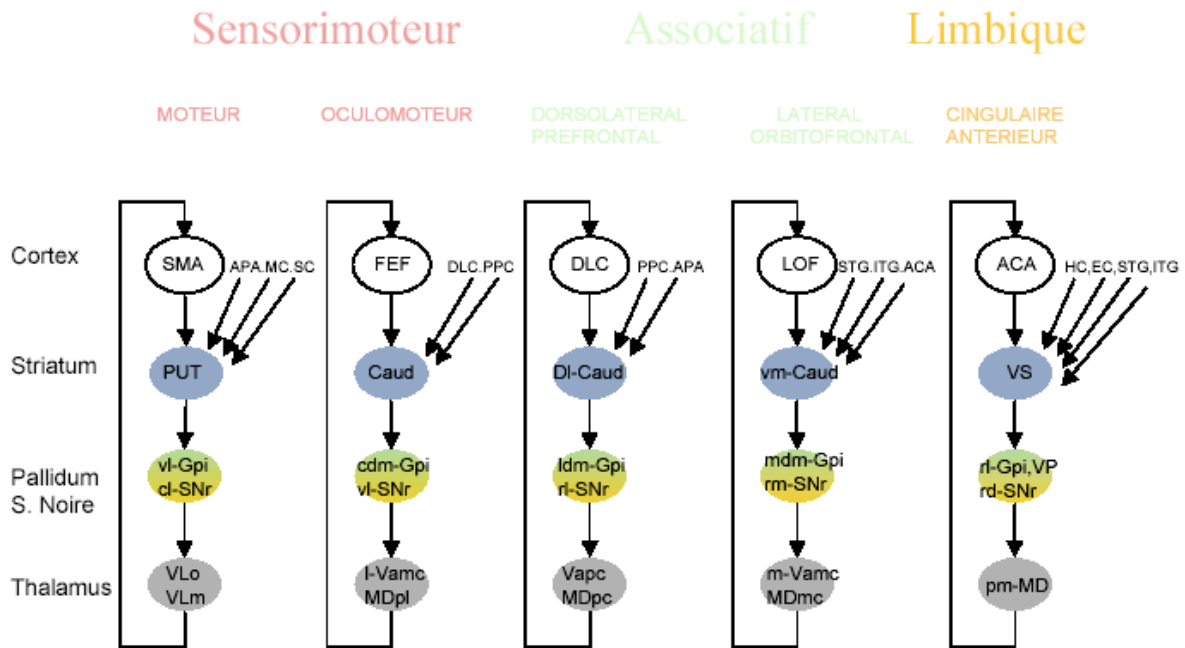 Sensorimoteur Associatif Limbique
MOTEUR OCULOMOTEUR DORSOLATERAL LATERAL CINGULAIRE
PREFRONTAL ORBITOFRONTAL ANTERIEUR
Cortex SMA APA.MC.SC FEF DLC.PPC DLC PPC.APA LOF STG.ITG.ACA ACA HC,EC,STG,ITG
Striatum PUT Caud Dl-Caud vm-Caud VS
Pallidum vl-Gpi cdm-Gpi ldm-Gpi mdm-Gpi rl-Gpi,VP
S. Noire cl-SNr vl-SNr rl-SNr rm-SNr rd-SNr
Thalamus VLo l-Vamc Vapc m-Vamc pm-MD
VLm MDpl MDpc MDmc